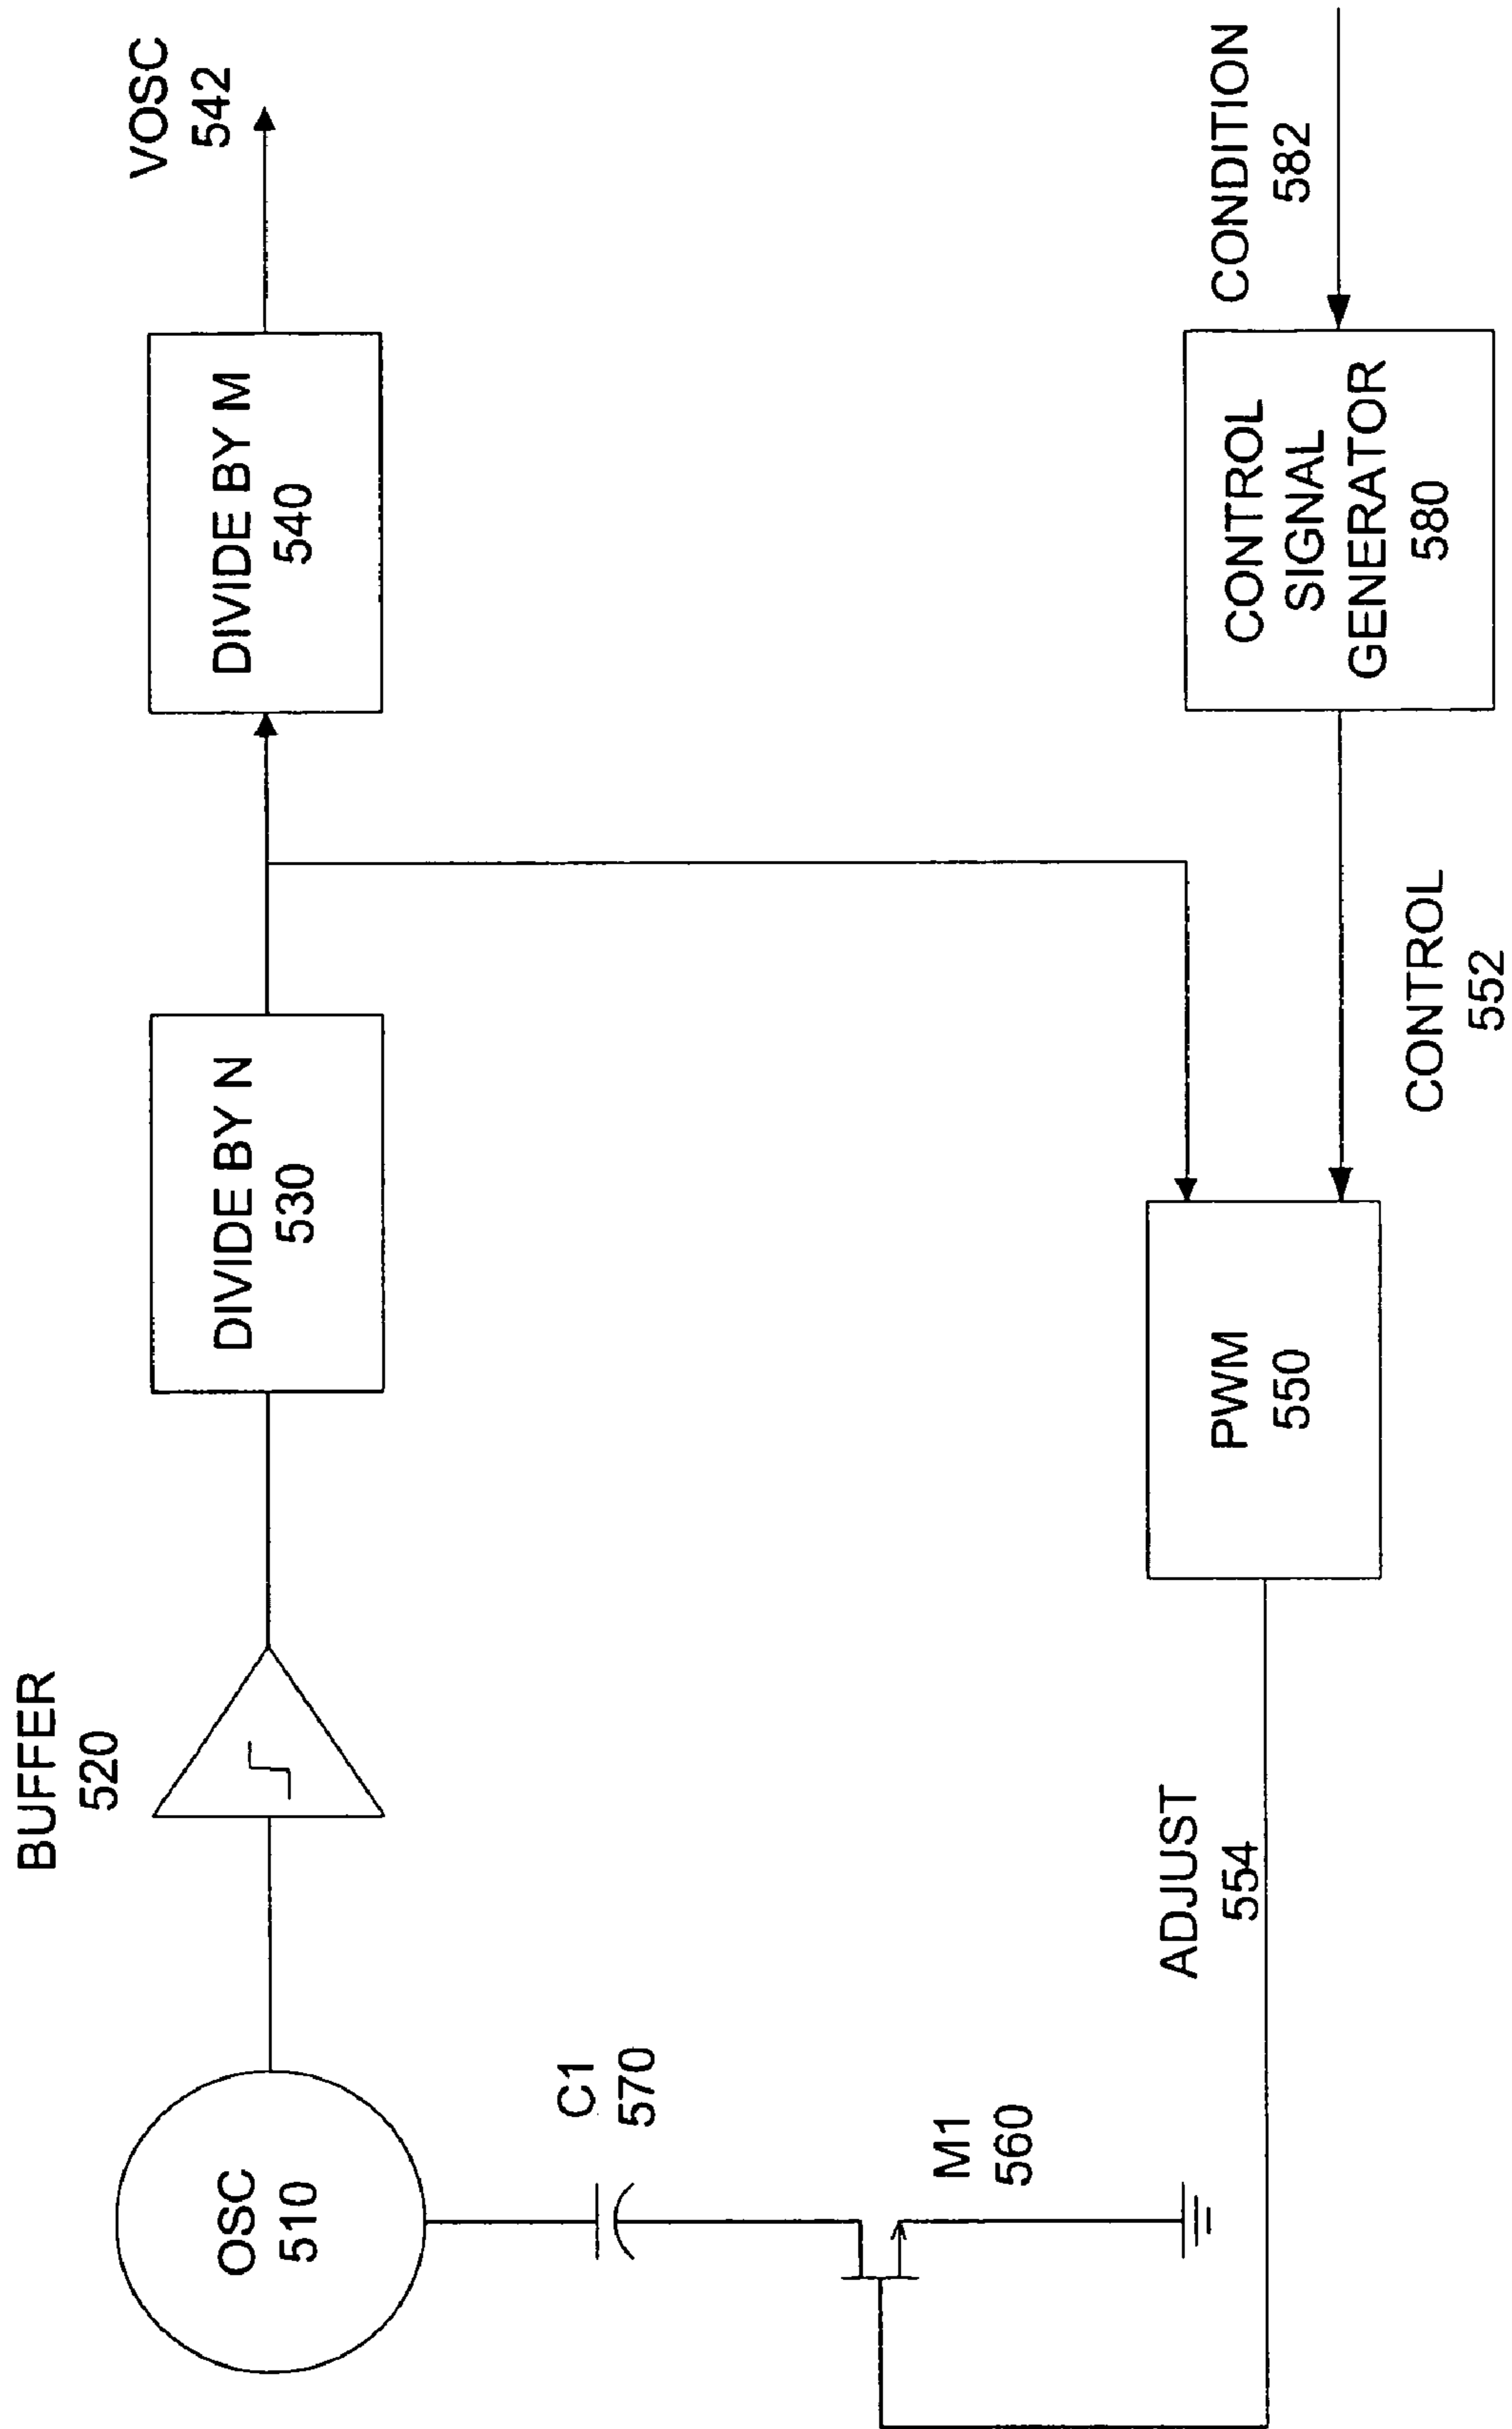 BUFFER
520
VOSC
542
OSC
510
DIVIDE BY N
530
DIVIDE BY M
540
C1
570
M1
560
ADJUST
554
PWM
550
CONTROL
SIGNAL
GENERATOR
580
CONDITION
582
CONTROL
552